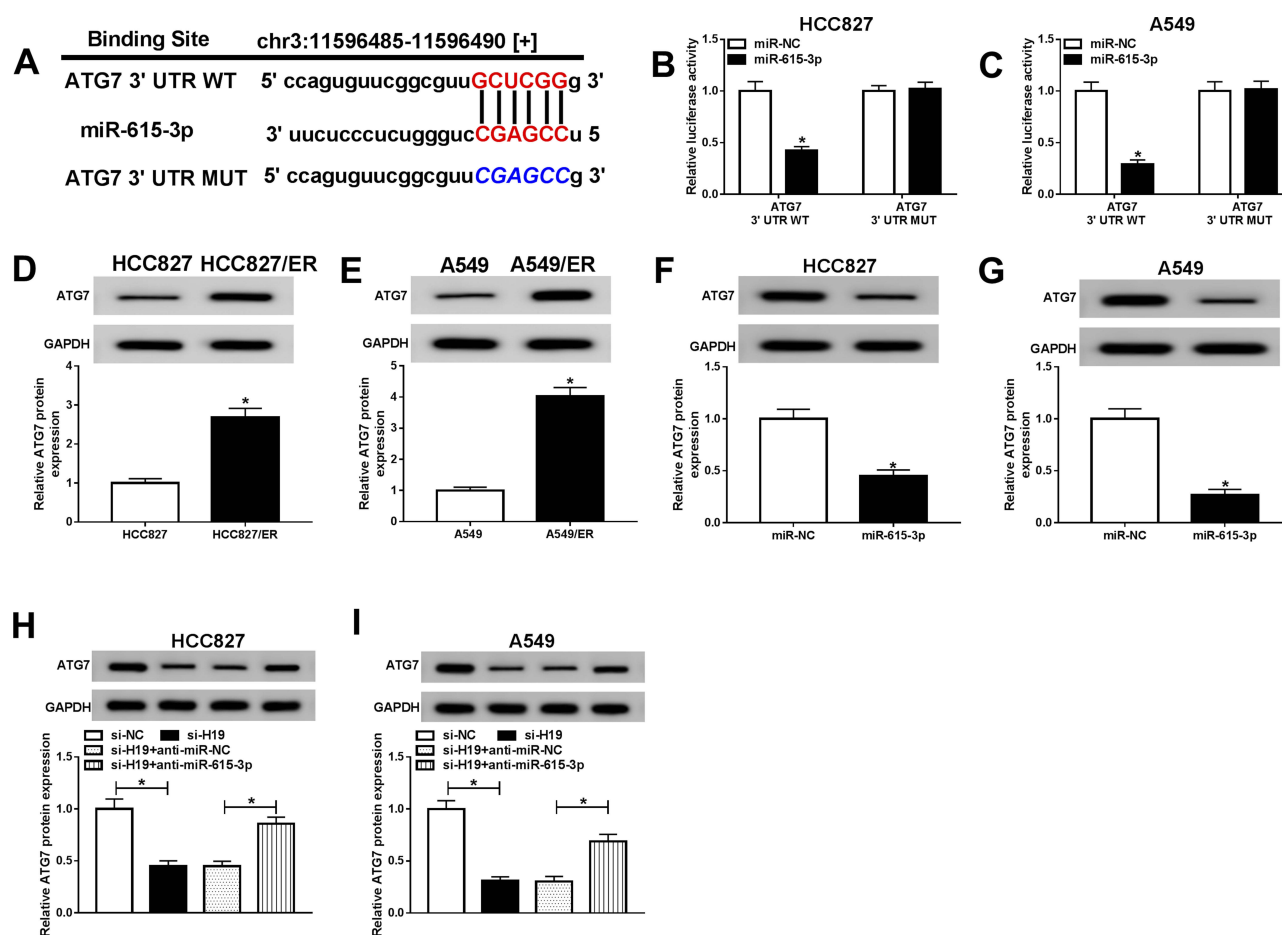 A
Binding Site chr3:11596485-11596490 [+]
ATG7 3' UTR WT 5' ccaguguucggcguuGCUCGGg 3'
miR-615-3p 3' uucucccucugggucCGAGCCu 5
ATG7 3' UTR MUT 5' ccaguguucggcguuCGAGCCg 3'
B
HCC827
miR-NC
miR-615-3p
Relative luciferase activity
1.5
1.0
0.5
0.0
*
ATG7
3' UTR WT
ATG7
3' UTR MUT
C
A549
miR-NC
miR-615-3p
Relative luciferase activity
1.5
1.0
0.5
0.0
*
ATG7
3' UTR WT
ATG7
3' UTR MUT
D
HCC827 HCC827/ER
ATG7
GAPDH
Relative ATG7 protein
expression
4
3
2
1
0
*
HCC827 HCC827/ER
E
A549 A549/ER
ATG7
GAPDH
Relative ATG7 protein
expression
5
4
3
2
1
0
*
A549 A549/ER
F
HCC827
ATG7
GAPDH
Relative ATG7 protein
expression
1.5
1.0
0.5
0.0
*
miR-NC miR-615-3p
G
A549
ATG7
GAPDH
Relative ATG7 protein
expression
1.5
1.0
0.5
0.0
*
miR-NC miR-615-3p
H
HCC827
ATG7
GAPDH
si-NC si-H19
si-H19+anti-miR-NC
si-H19+anti-miR-615-3p
Relative ATG7 protein expression
1.5
1.0
0.5
0.0
*
*
I
A549
ATG7
GAPDH
si-NC si-H19
si-H19+anti-miR-NC
si-H19+anti-miR-615-3p
Relative ATG7 protein expression
1.5
1.0
0.5
0.0
*
*